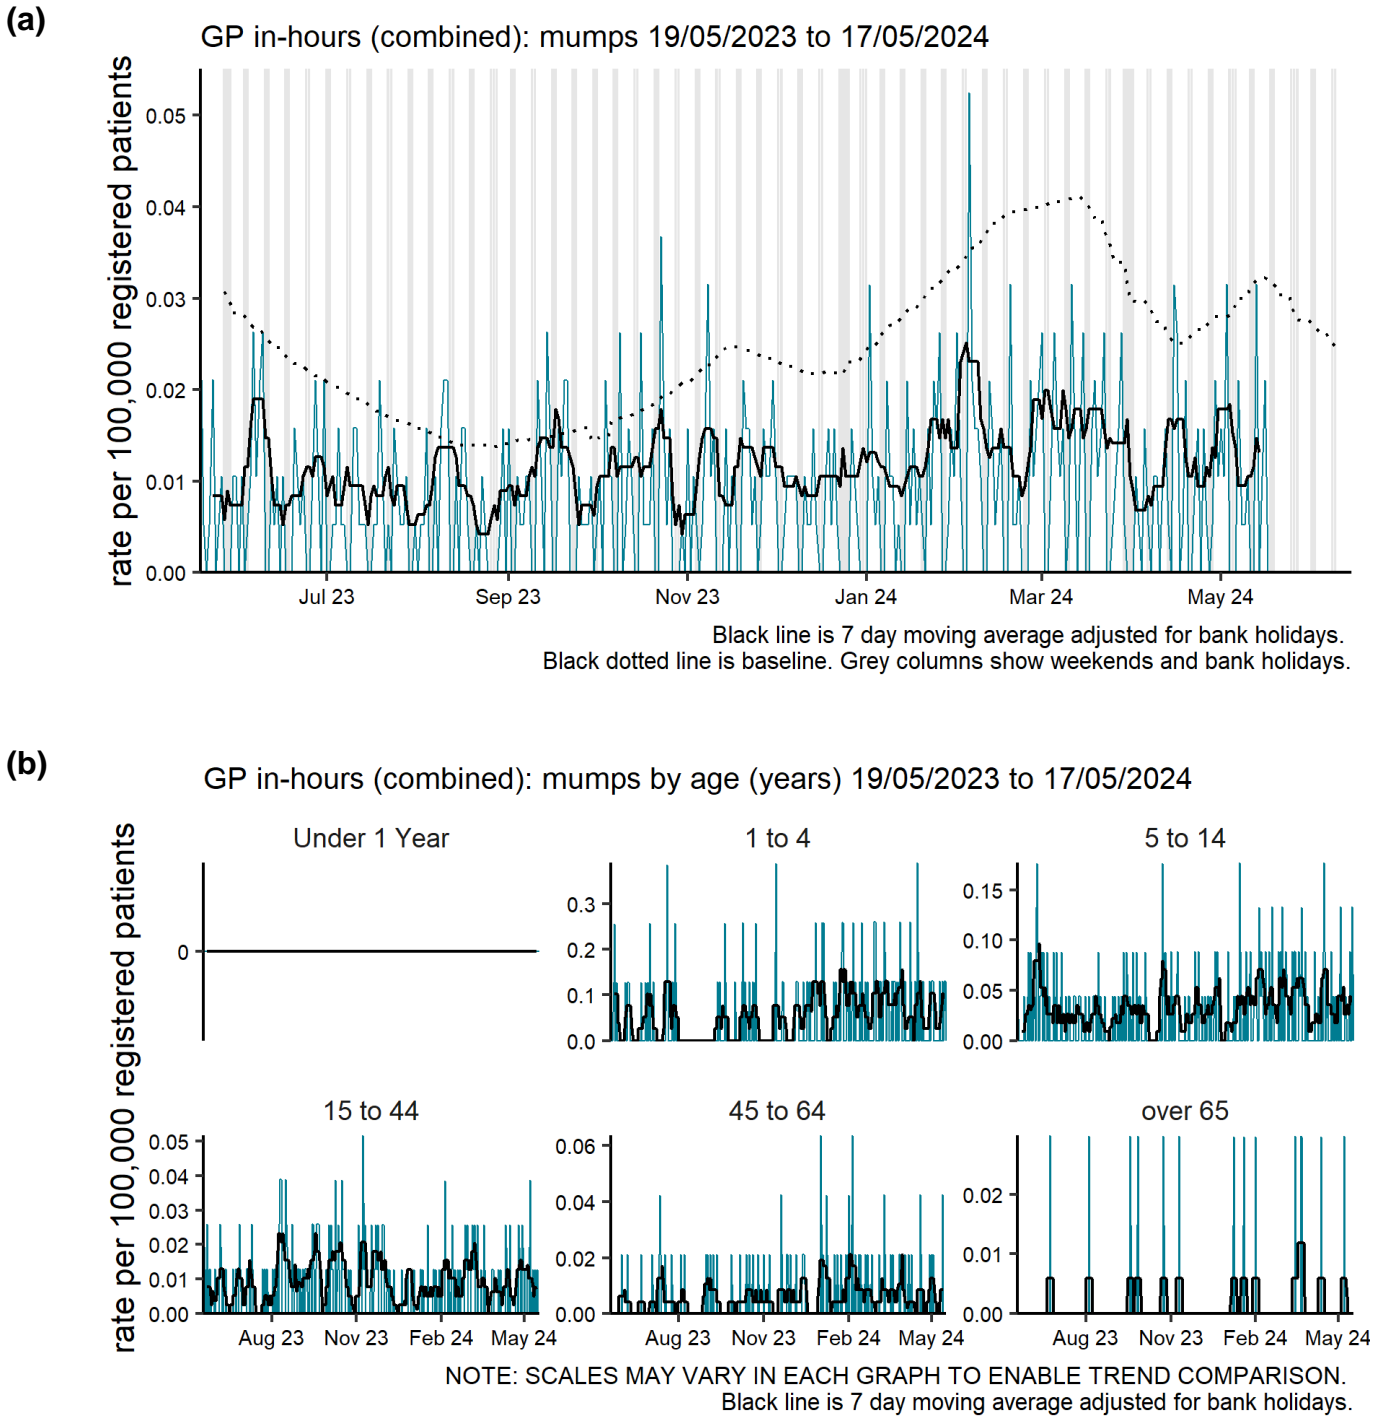 (a)
GP in-hours (combined): mumps 19/05/2023 to 17/05/2024
rate per 100,000 registered patients
0.05
0.04
0.03
0.02
0.01
0.00
Jul 23 Sep 23 Nov 23 Jan 24 Mar 24 May 24
Black line is 7 day moving average adjusted for bank holidays.
Black dotted line is baseline. Grey columns show weekends and bank holidays.
(b)
GP in-hours (combined): mumps by age (years) 19/05/2023 to 17/05/2024
rate per 100,000 registered patients
Under 1 Year
0
1 to 4
0.3
0.2
0.1
0.0
5 to 14
0.15
0.10
0.05
0.00
15 to 44
0.05
0.04
0.03
0.02
0.01
0.00
Aug 23 Nov 23 Feb 24 May 24
45 to 64
0.06
0.04
0.02
0.00
Aug 23 Nov 23 Feb 24 May 24
over 65
0.02
0.01
0.00
Aug 23 Nov 23 Feb 24 May 24
NOTE: SCALES MAY VARY IN EACH GRAPH TO ENABLE TREND COMPARISON.
Black line is 7 day moving average adjusted for bank holidays.